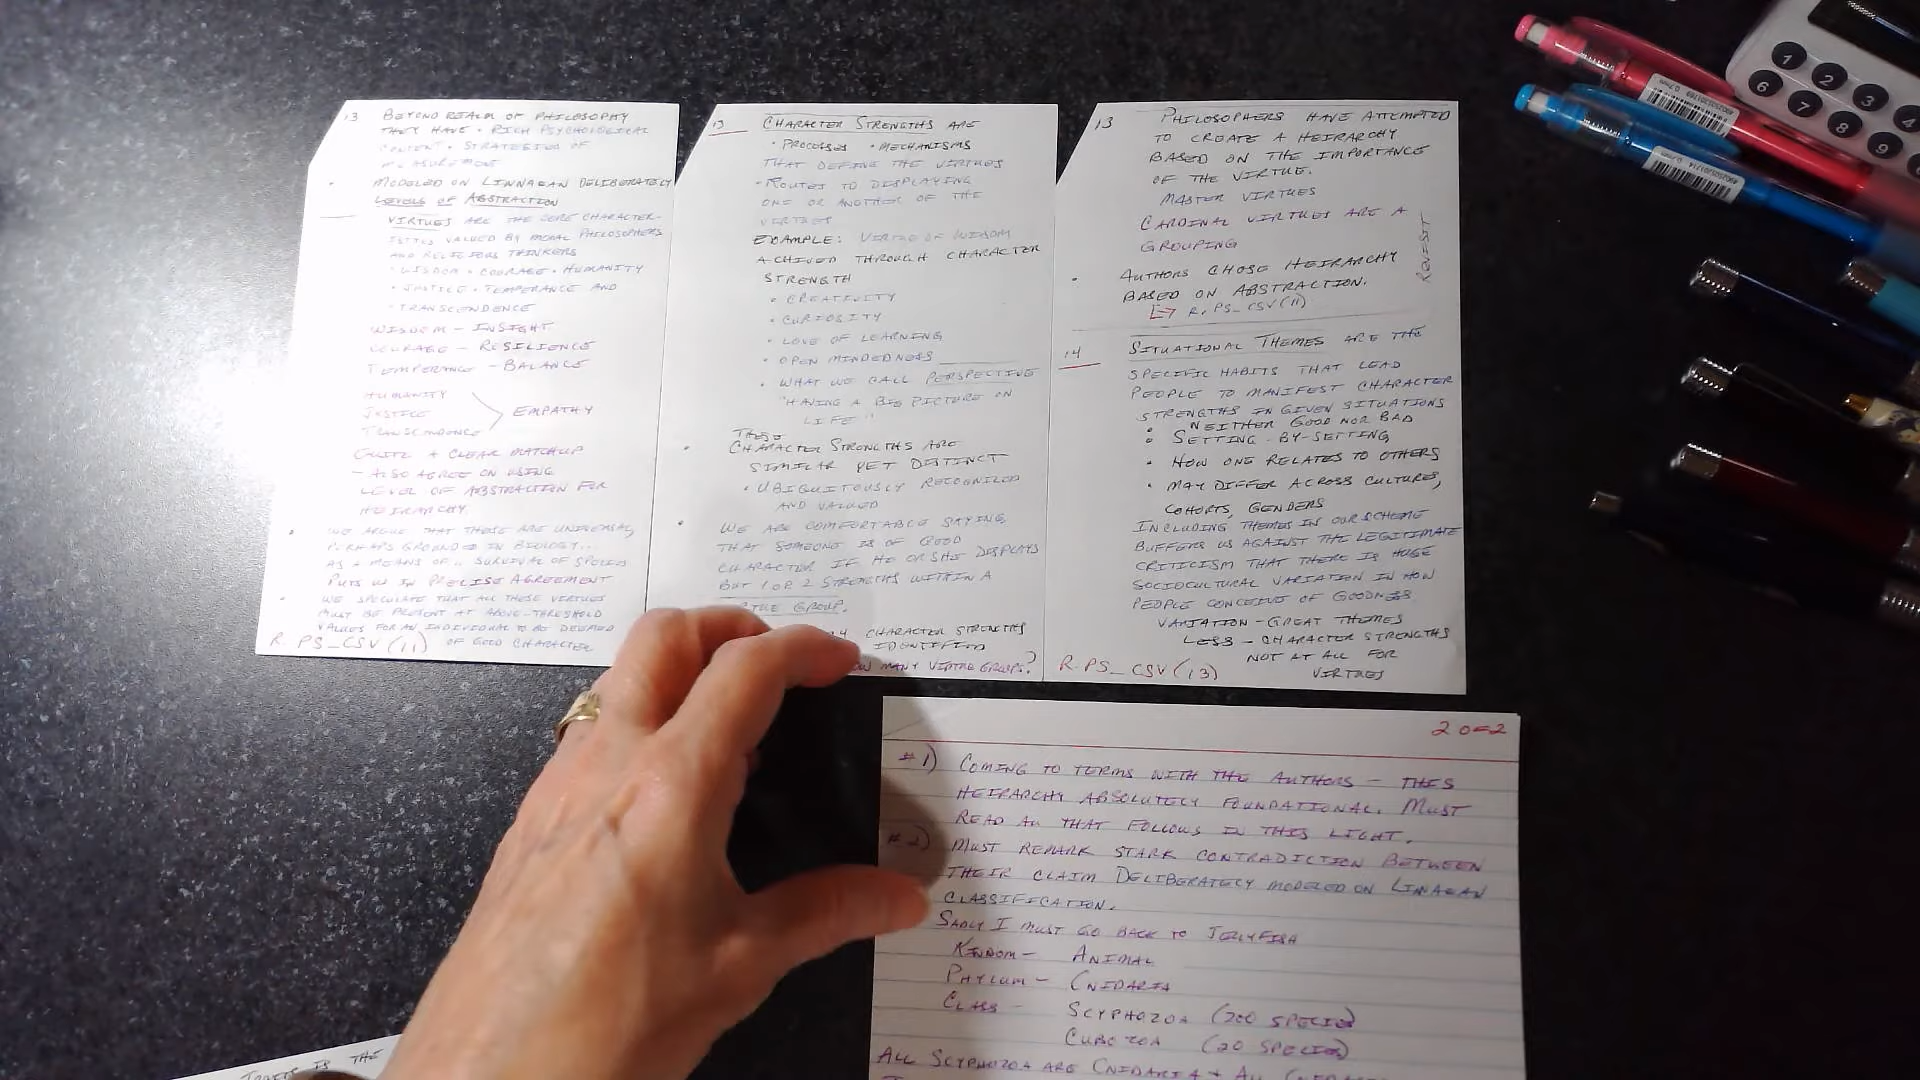 13 BEYOND REALM OF PHILOSOPHY
THEY HAVE • RICH PSYCHOLOGICAL
CONTENT • STRATEGIES OF
MEASUREMENT
• MODELED ON LINNAEAN DELIBERATELY
LEVELS OF ABSTRACTION
VIRTUES ARE THE CORE CHARACTER-
ISTICS VALUED BY MORAL PHILOSOPHERS
AND RELIGIOUS THINKERS
• WISDOM • COURAGE • HUMANITY
• JUSTICE • TEMPERANCE AND
• TRANSCENDENCE
WISDOM – INSIGHT
COURAGE – RESILIENCE
TEMPERANCE – BALANCE
HUMANITY
JUSTICE
TRANSCENDENCE
EMPATHY
QUITE A CLEAR MATCHUP
– ALSO AGREE ON USING
LEVEL OF ABSTRACTION FOR
HEIRARCHY
• WE ARGUE THAT THESE ARE UNIVERSAL,
PERHAPS GROUNDED IN BIOLOGY...
AS A MEANS OF .. SURVIVAL OF SPECIES
PUTS US IN PRECISE AGREEMENT
• WE SPECULATE THAT ALL THESE VIRTUES
MUST BE PRESENT AT ABOVE-THRESHOLD
VALUES FOR AN INDIVIDUAL TO BE DEEMED
OF GOOD CHARACTER
R. PS_CSV(11)
13 CHARACTER STRENGTHS ARE
• PROCESSES • MECHANISMS
THAT DEFINE THE VIRTUES
- ROUTES TO DISPLAYING
ONE OR ANOTHER OF THE
VIRTUES
EXAMPLE: VIRTUE OF WISDOM
ACHIVED THROUGH CHARACTER
STRENGTH
• CREATIVITY
• CURIOSITY
• LOVE OF LEARNING
• OPEN MINDEDNESS
• WHAT WE CALL PERSPECTIVE
"HAVING A BIG PICTURE ON
LIFE"
THESE
• CHARACTER STRENGTHS ARE
SIMILAR YET DISTINCT
• UBIQUITOUSLY RECOGNIZED
AND VALUED
• WE ARE COMFORTABLE SAYING
THAT SOMEONE IS OF GOOD
CHARACTER IF HE OR SHE DISPLAYS
BUT 1 OR 2 STRENGTHS WITHIN A
VIRTUE GROUP.
CHARACTER STRENGTHS
IDENTIFIED
MANY VIRTUE GROUPS?
13 PHILOSOPHERS HAVE ATTEMPTED
TO CREATE A HEIRARCHY
BASED ON THE IMPORTANCE
OF THE VIRTUE.
MASTER VIRTUES
CARDINAL VIRTUES ARE A
GROUPING
REVISIT
• AUTHORS CHOSE HEIRARCHY
BASED ON ABSTRACTION.
R. PS_CSV(11)
14 SITUATIONAL THEMES ARE THE
SPECIFIC HABITS THAT LEAD
PEOPLE TO MANIFEST CHARACTER
STRENGTHS IN GIVEN SITUATIONS
• NEITHER GOOD NOR BAD
• SETTING-BY-SETTING
• HOW ONE RELATES TO OTHERS
• MAY DIFFER ACROSS CULTURES,
COHORTS, GENDERS
INCLUDING THEMES IN OUR SCHEME
BUFFERS US AGAINST THE LEGITIMATE
CRITICISM THAT THERE IS HUGE
SOCIOCULTURAL VARIATION IN HOW
PEOPLE CONCEIVE OF GOODNESS
VARIATION – GREAT THEMES
LESS – CHARACTER STRENGTHS
NOT AT ALL FOR
VIRTUES
R. PS_CSV(13)
2 OF 2
#1) COMING TO TERMS WITH THE AUTHORS – THIS
HEIRARCHY ABSOLUTELY FOUNDATIONAL. MUST
READ ALL THAT FOLLOWS IN THIS LIGHT.
#2) MUST REMARK STARK CONTRADICTION BETWEEN
THEIR CLAIM DELIBERATELY MODELED ON LINNAEAN
CLASSIFICATION.
SADLY I MUST GO BACK TO JELLYFISH
KINDOM – ANIMAL
PHYLUM – CNIDARIA
CLASS – SCYPHOZOA (200 SPECIES)
CUBOZOA (20 SPECIES)
ALL SCYPHOZOA ARE CNIDARIA + ALL CNIDARIA
IS THE
1 2 3 4
6 7 8 9